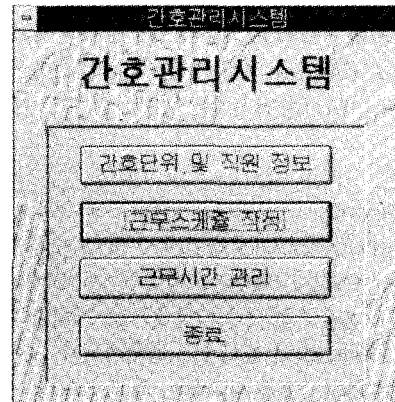 간호관리시스템
간호관리시스템
간호단위 및 직원 정보
근무스케줄 작성
근무시간 관리
종료